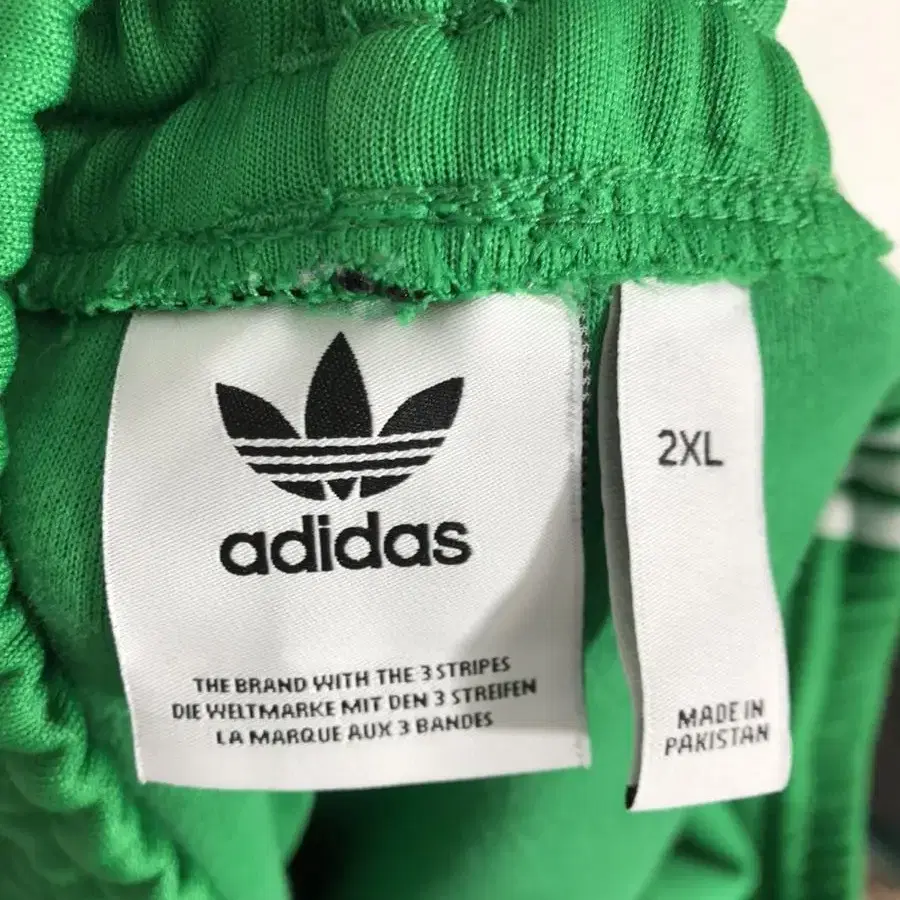 adidas
THE BRAND WITH THE 3 STRIPES
DIE WELTMARKE MIT DEN 3 STREIFEN
LA MARQUE AUX 3 BANDES
2XL
MADE IN
PAKISTAN